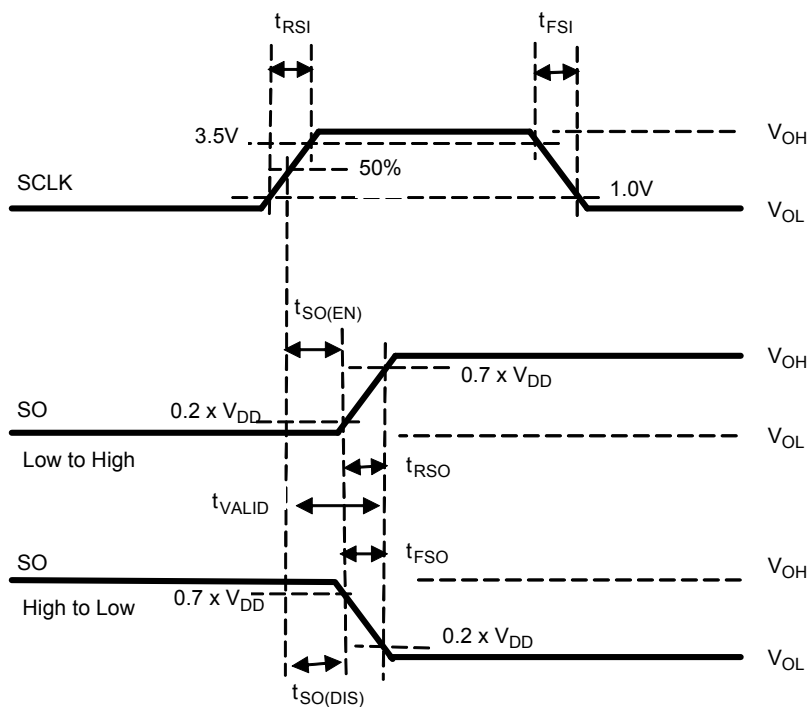 tRSI
tFSI
3.5V
VOH
50%
SCLK
1.0V
VOL
tSO(EN)
VOH
0.7 x VDD
SO
0.2 x VDD
VOL
Low to High
tRSO
tVALID
tFSO
SO
VOH
High to Low
0.7 x VDD
0.2 x VDD
VOL
tSO(DIS)